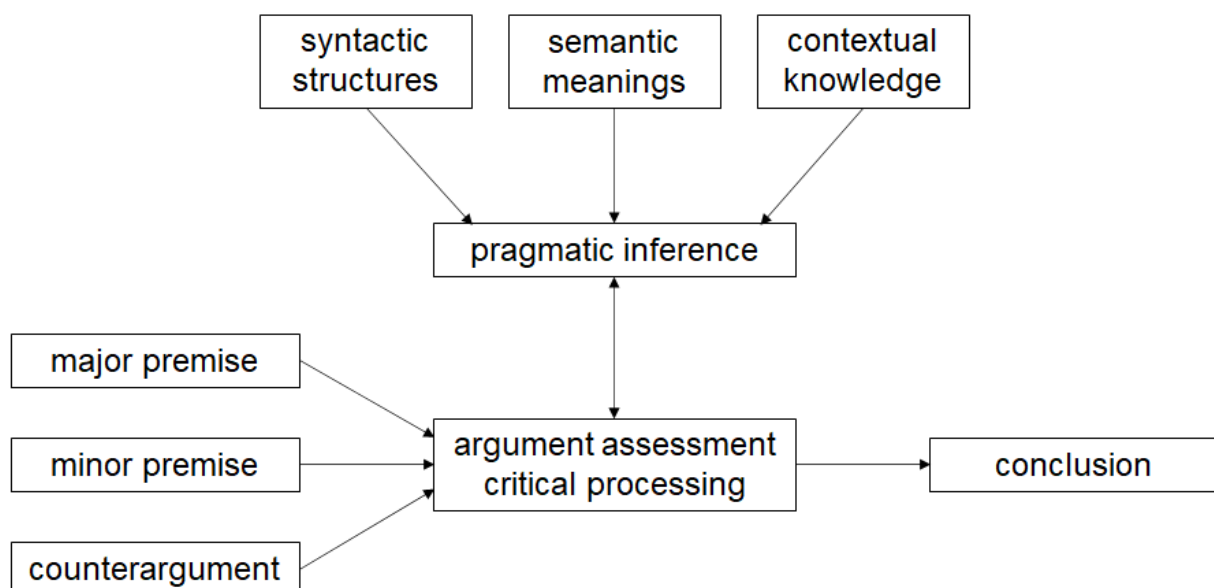 syntactic
structures
semantic
meanings
contextual
knowledge
pragmatic inference
major premise
minor premise
counterargument
argument assessment
critical processing
conclusion